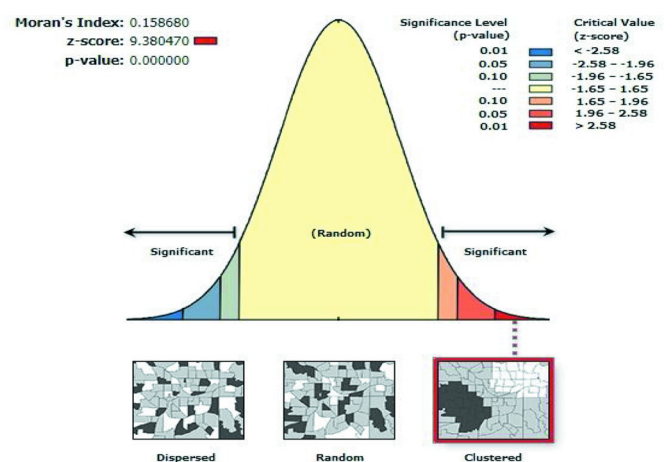 Moran's Index: 0.158680
z-score: 9.380470
p-value: 0.000000
Significance Level
(p-value)
Critical Value
(z-score)
0.01 < -2.58
0.05 -2.58 – -1.96
0.10 -1.96 – -1.65
--- -1.65 – 1.65
0.10 1.65 – 1.96
0.05 1.96 – 2.58
0.01 > 2.58
(Random)
Significant
Significant
Dispersed
Random
Clustered